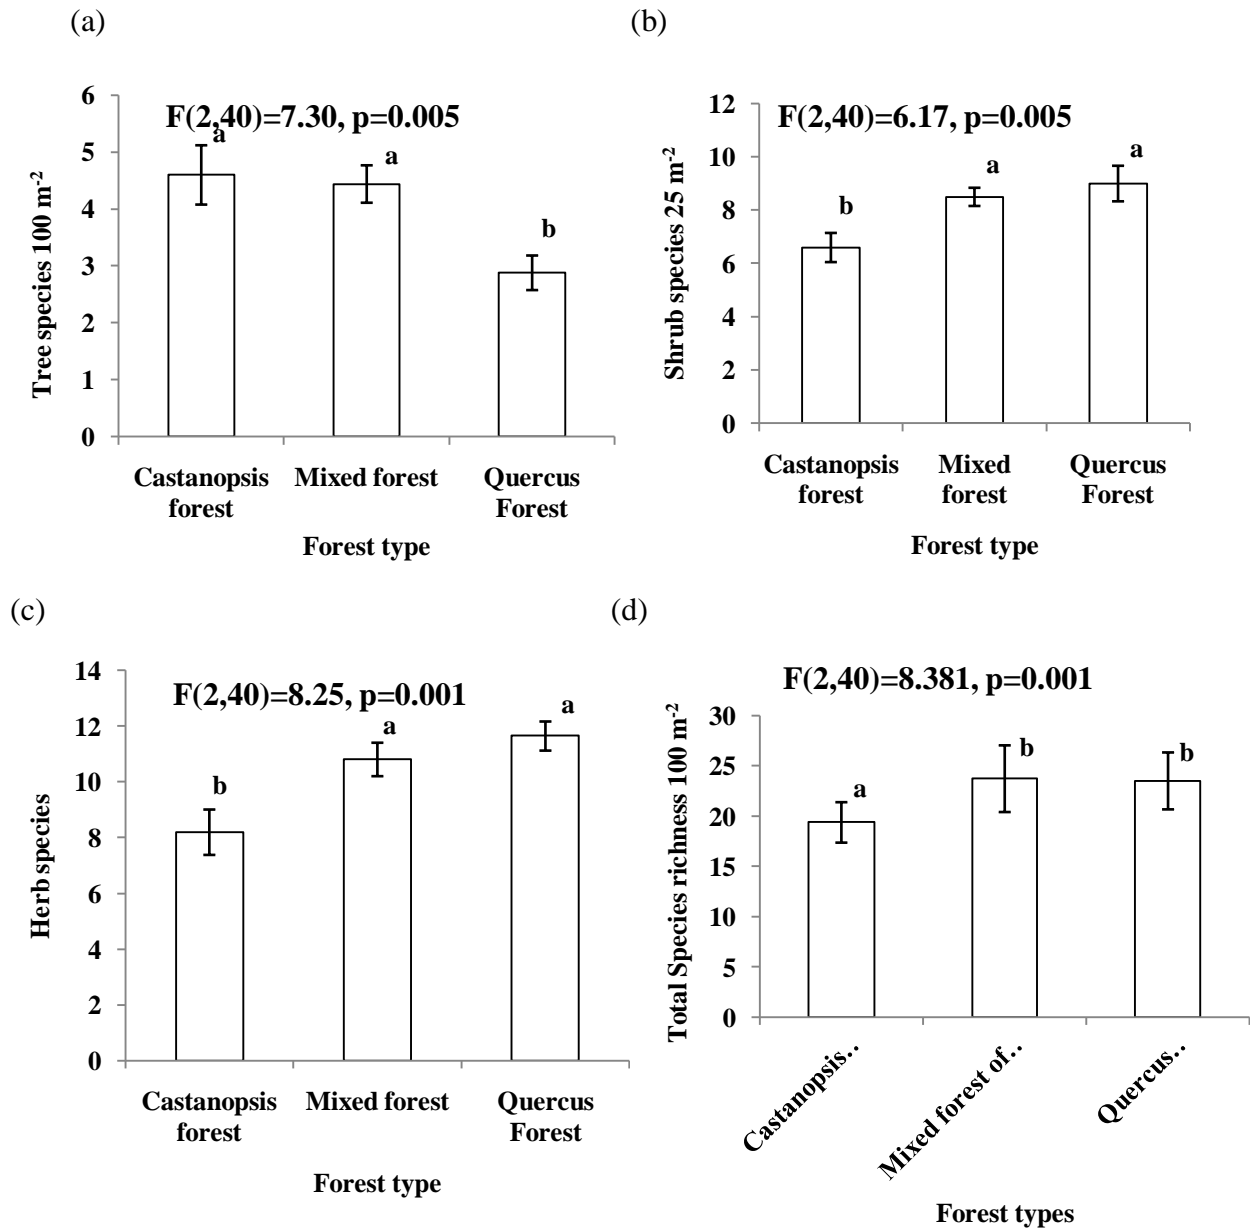 (a)
F(2,40)=7.30, p=0.005
6
5
4
3
2
1
0
Tree species 100 m-2
a
a
b
Castanopsis forest
Mixed forest
Quercus Forest
Forest type
(b)
F(2,40)=6.17, p=0.005
12
10
8
6
4
2
0
Shrub species 25 m-2
b
a
a
Castanopsis forest
Mixed forest
Quercus Forest
Forest type
(c)
F(2,40)=8.25, p=0.001
14
12
10
8
6
4
2
0
Herb species
b
a
a
Castanopsis forest
Mixed forest
Quercus Forest
Forest type
(d)
F(2,40)=8.381, p=0.001
30
25
20
15
10
5
0
Total Species richness 100 m-2
a
b
b
Castanopsis..
Mixed forest of..
Quercus..
Forest types